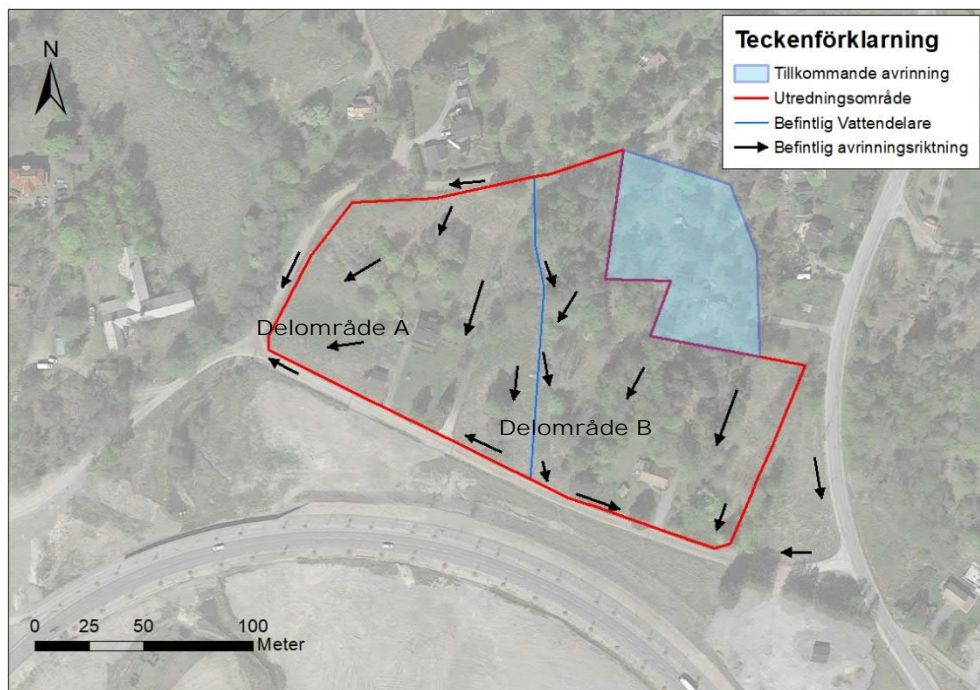 N
Teckenförklarning
Tillkommande avrinning
Utredningsområde
Befintlig Vattendelare
Befintlig avrinningsriktning
Delområde A
Delområde B
0 25 50 100
Meter